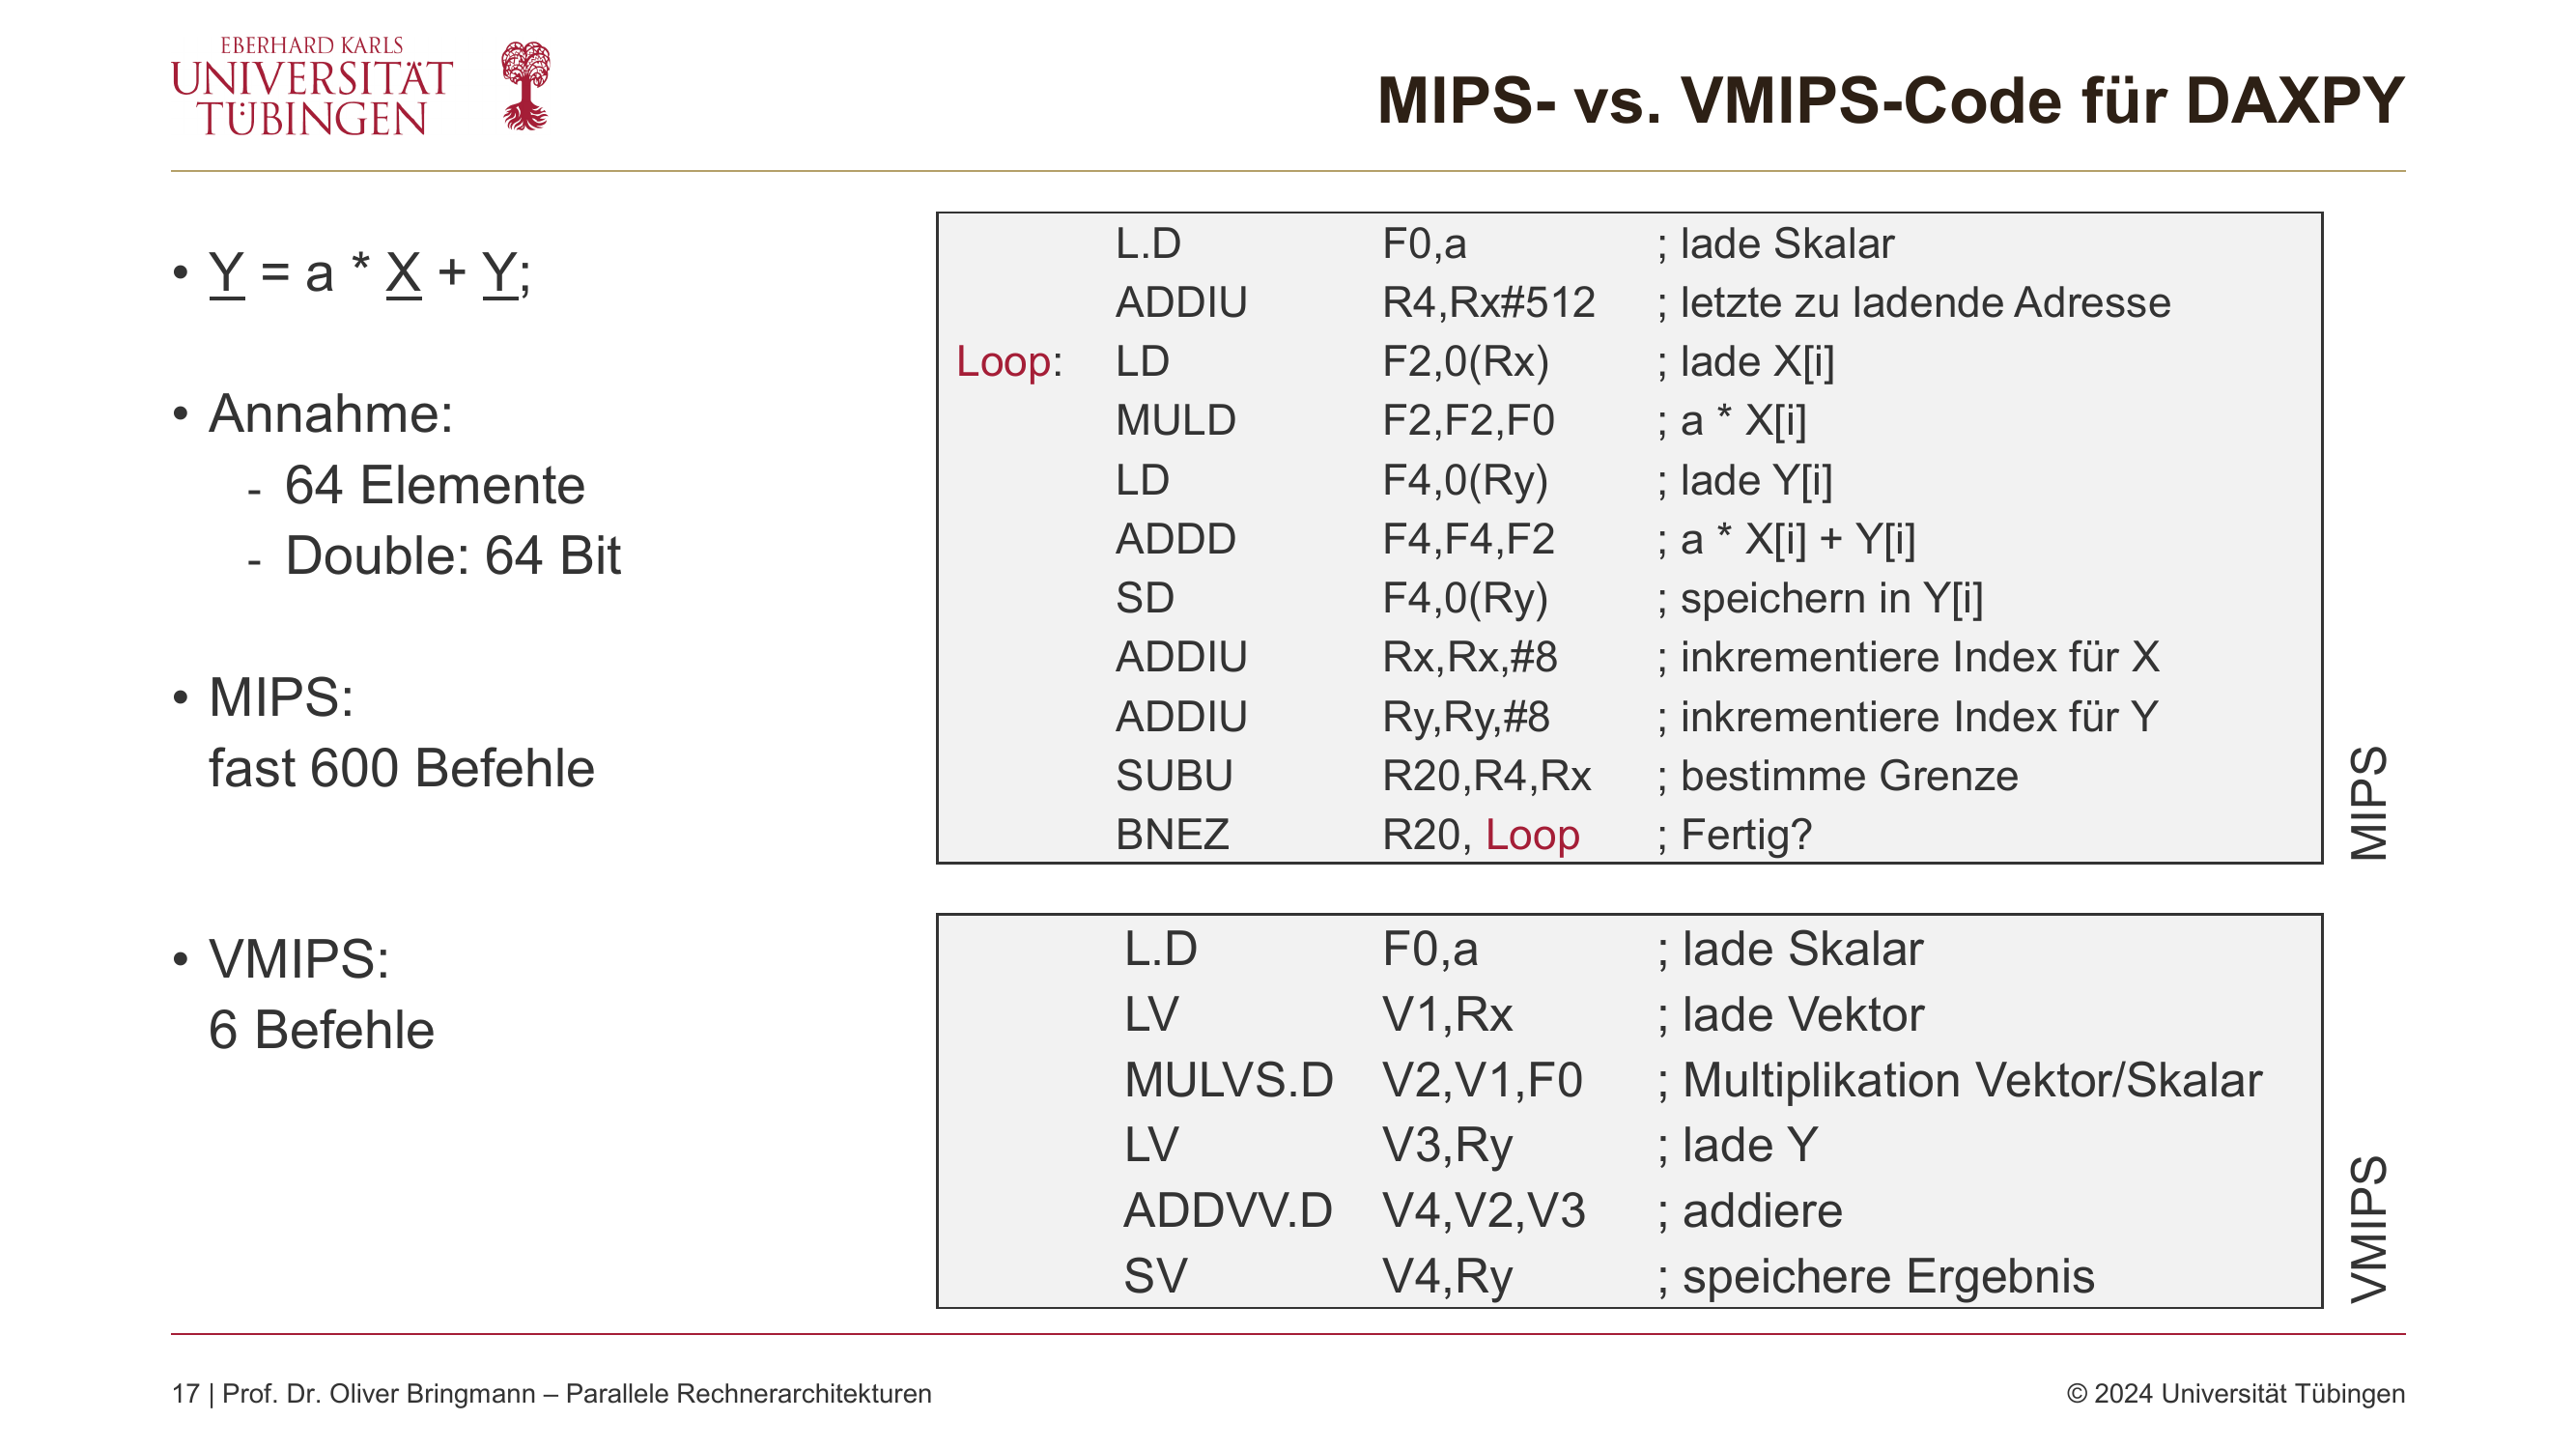 EBERHARD KARLS
UNIVERSITÄT
TÜBINGEN
MIPS- vs. VMIPS-Code für DAXPY
• Y = a * X + Y;
• Annahme:
- 64 Elemente
- Double: 64 Bit
• MIPS:
fast 600 Befehle
• VMIPS:
6 Befehle
L.D F0,a ; lade Skalar
ADDIU R4,Rx#512 ; letzte zu ladende Adresse
Loop: LD F2,0(Rx) ; lade X[i]
MULD F2,F2,F0 ; a * X[i]
LD F4,0(Ry) ; lade Y[i]
ADDD F4,F4,F2 ; a * X[i] + Y[i]
SD F4,0(Ry) ; speichern in Y[i]
ADDIU Rx,Rx,#8 ; inkrementiere Index für X
ADDIU Ry,Ry,#8 ; inkrementiere Index für Y
SUBU R20,R4,Rx ; bestimme Grenze
BNEZ R20, Loop ; Fertig?
MIPS
L.D F0,a ; lade Skalar
LV V1,Rx ; lade Vektor
MULVS.D V2,V1,F0 ; Multiplikation Vektor/Skalar
LV V3,Ry ; lade Y
ADDVV.D V4,V2,V3 ; addiere
SV V4,Ry ; speichere Ergebnis
VMIPS
17 | Prof. Dr. Oliver Bringmann – Parallele Rechnerarchitekturen
© 2024 Universität Tübingen